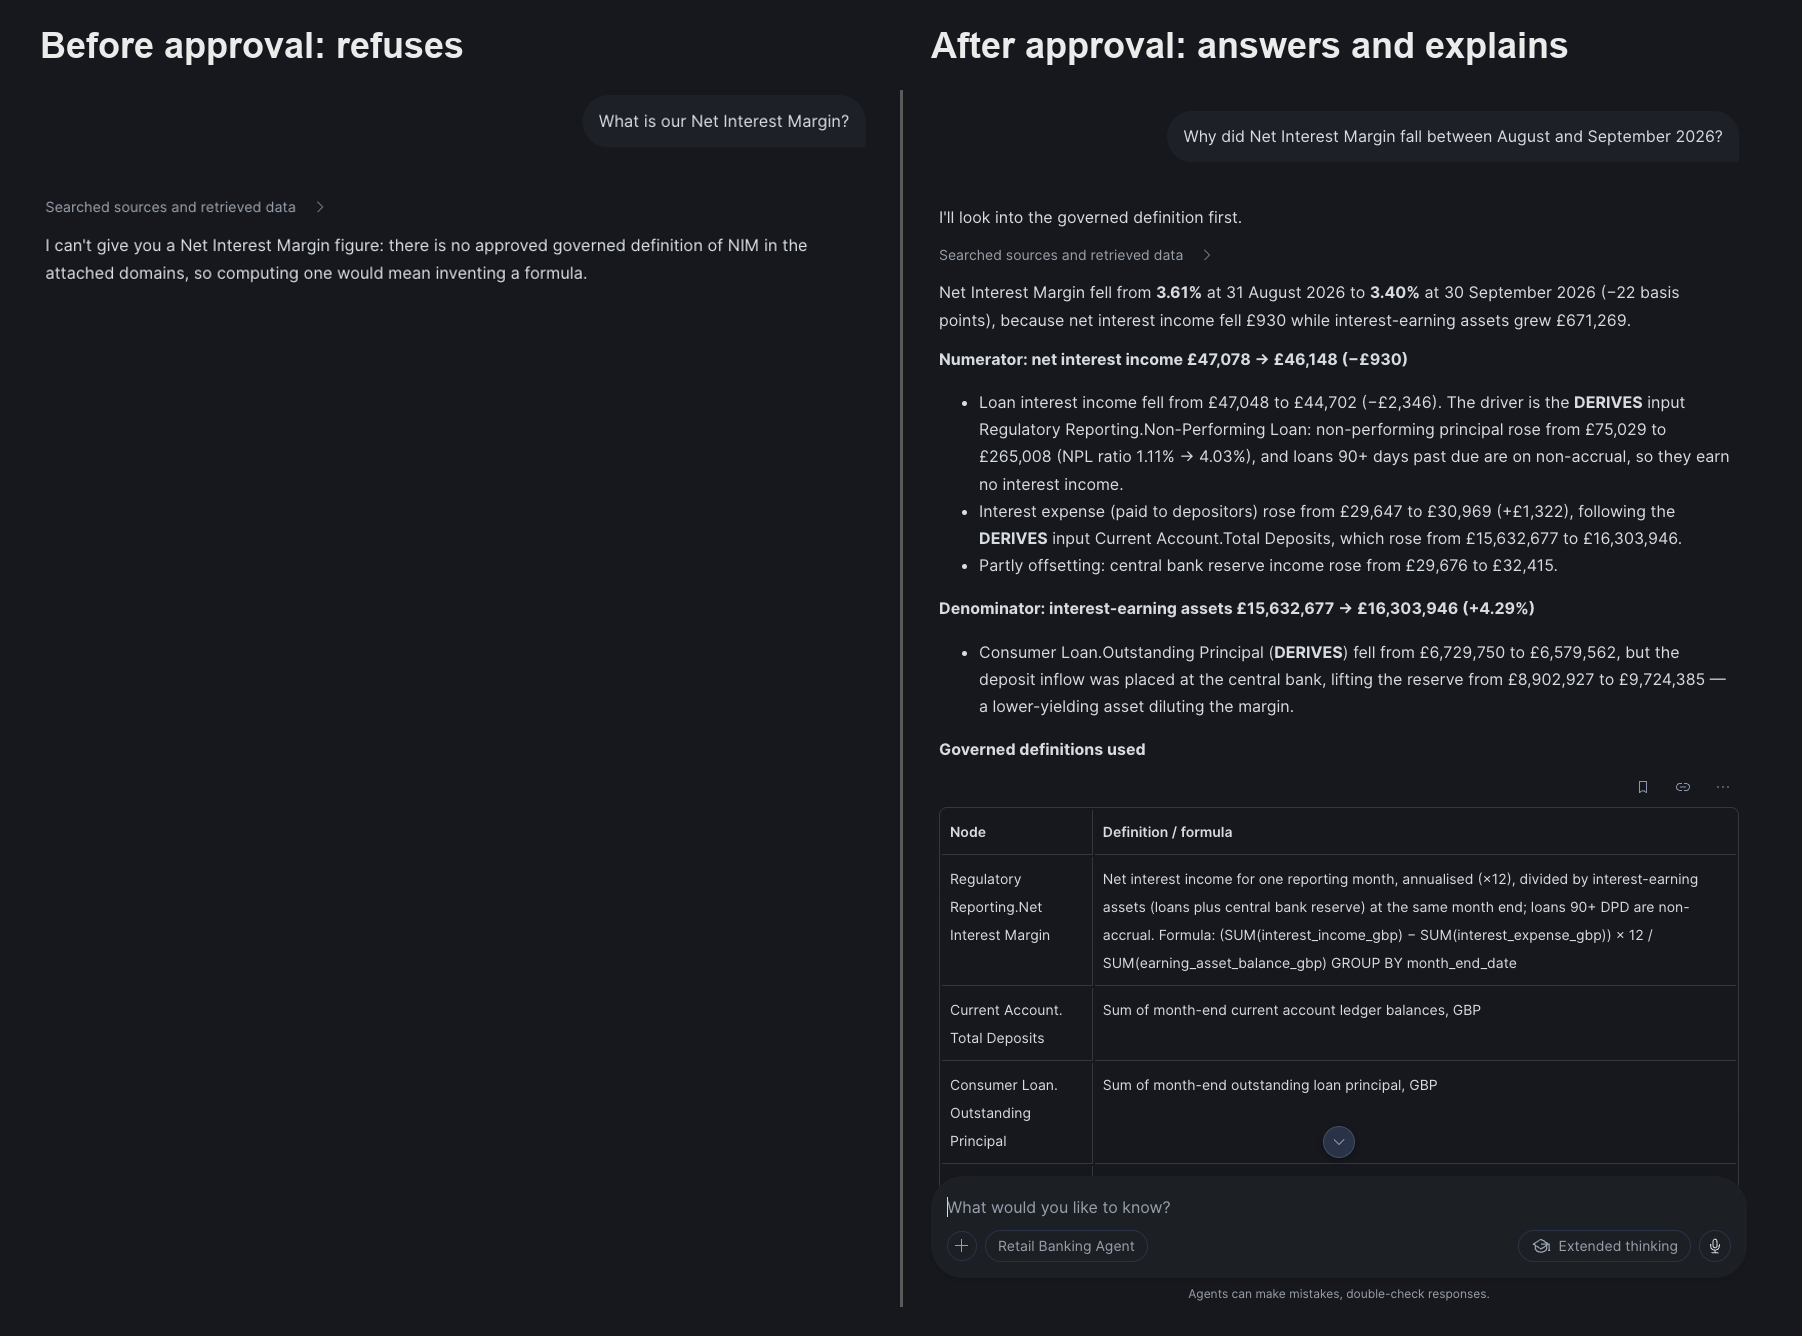 Before approval: refuses
What is our Net Interest Margin?
Searched sources and retrieved data
I can't give you a Net Interest Margin figure: there is no approved governed definition of NIM in the
attached domains, so computing one would mean inventing a formula.
After approval: answers and explains
Why did Net Interest Margin fall between August and September 2026?
I'll look into the governed definition first.
Searched sources and retrieved data
Net Interest Margin fell from 3.61% at 31 August 2026 to 3.40% at 30 September 2026 (−22 basis
points), because net interest income fell £930 while interest-earning assets grew £671,269.
Numerator: net interest income £47,078 → £46,148 (−£930)
• Loan interest income fell from £47,048 to £44,702 (−£2,346). The driver is the DERIVES input
Regulatory Reporting.Non-Performing Loan: non-performing principal rose from £75,029 to
£265,008 (NPL ratio 1.11% → 4.03%), and loans 90+ days past due are on non-accrual, so they earn
no interest income.
• Interest expense (paid to depositors) rose from £29,647 to £30,969 (+£1,322), following the
DERIVES input Current Account.Total Deposits, which rose from £15,632,677 to £16,303,946.
• Partly offsetting: central bank reserve income rose from £29,676 to £32,415.
Denominator: interest-earning assets £15,632,677 → £16,303,946 (+4.29%)
• Consumer Loan.Outstanding Principal (DERIVES) fell from £6,729,750 to £6,579,562, but the
deposit inflow was placed at the central bank, lifting the reserve from £8,902,927 to £9,724,385 —
a lower-yielding asset diluting the margin.
Governed definitions used
Node
Definition / formula
Regulatory
Reporting.Net
Interest Margin
Net interest income for one reporting month, annualised (×12), divided by interest-earning
assets (loans plus central bank reserve) at the same month end; loans 90+ DPD are non-
accrual. Formula: (SUM(interest_income_gbp) − SUM(interest_expense_gbp)) × 12 /
SUM(earning_asset_balance_gbp) GROUP BY month_end_date
Current Account.
Total Deposits
Sum of month-end current account ledger balances, GBP
Consumer Loan.
Outstanding
Principal
Sum of month-end outstanding loan principal, GBP
What would you like to know?
Retail Banking Agent
Extended thinking
Agents can make mistakes, double-check responses.